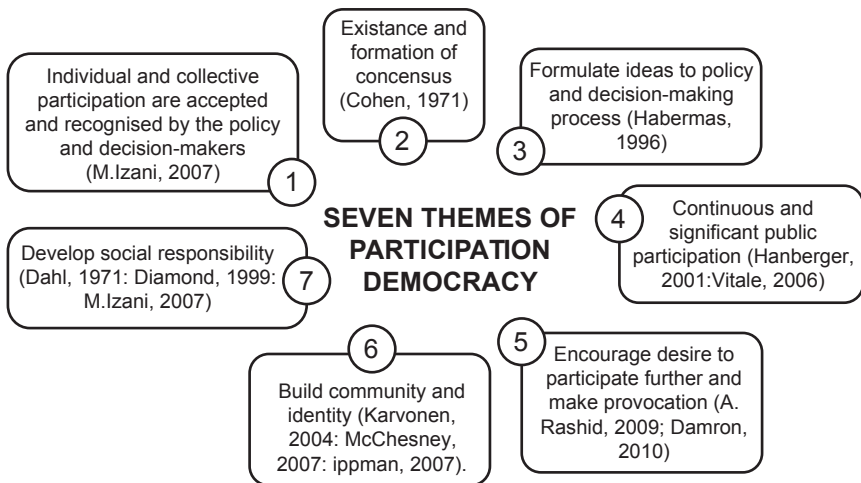 Individual and collective
participation are accepted
and recognised by the policy
and decision-makers
(M.Izani, 2007)
1
Existance and
formation of
concensus
(Cohen, 1971)
2
Formulate ideas to policy
and decision-making
process (Habermas,
1996)
3
SEVEN THEMES OF
PARTICIPATION
DEMOCRACY
4
Continuous and
significant public
participation (Hanberger,
2001:Vitale, 2006)
5
Encourage desire to
participate further and
make provocation (A.
Rashid, 2009; Damron,
2010)
6
Build community and
identity (Karvonen,
2004: McChesney,
2007: ippman, 2007).
Develop social responsibility
(Dahl, 1971: Diamond, 1999:
M.Izani, 2007)
7